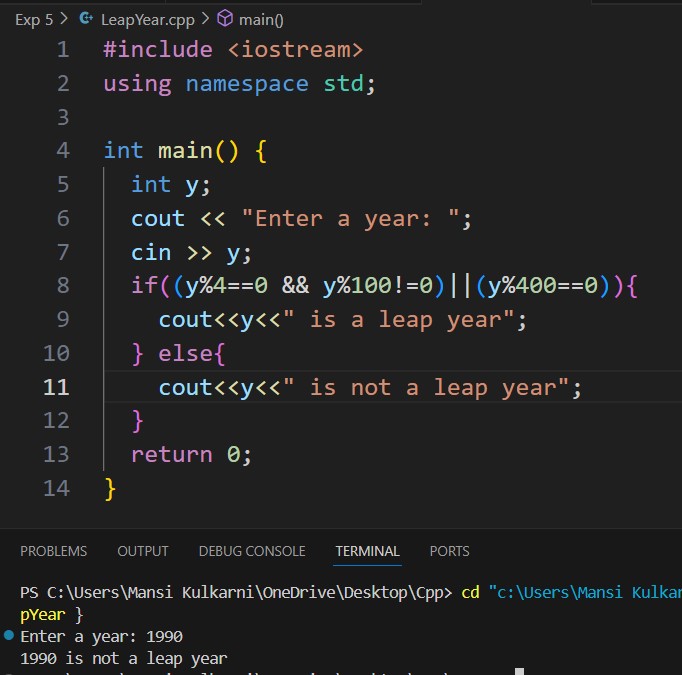 Exp 5 > LeapYear.cpp > main()
1 #include <iostream>
2 using namespace std;
3
4 int main() {
5 int y;
6 cout << "Enter a year: ";
7 cin >> y;
8 if((y%4==0 && y%100!=0)||(y%400==0)){
9 cout<<y<<" is a leap year";
10 } else{
11 cout<<y<<" is not a leap year";
12 }
13 return 0;
14 }
PROBLEMS OUTPUT DEBUG CONSOLE TERMINAL PORTS
PS C:\Users\Mansi Kulkarni\OneDrive\Desktop\Cpp> cd "c:\Users\Mansi Kulkar
pYear }
Enter a year: 1990
1990 is not a leap year